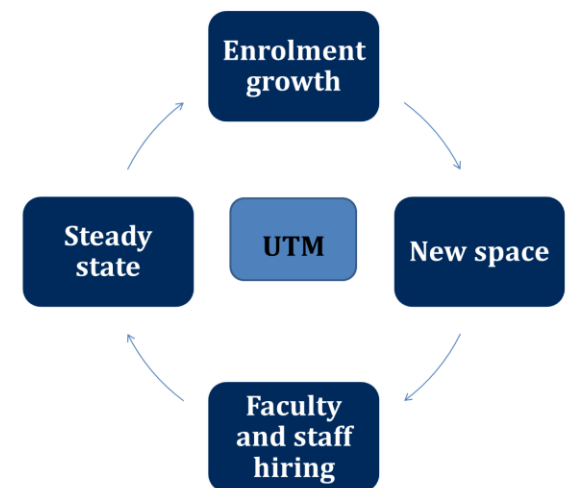 Enrolment
growth
Steady
state
UTM
New space
Faculty
and staff
hiring